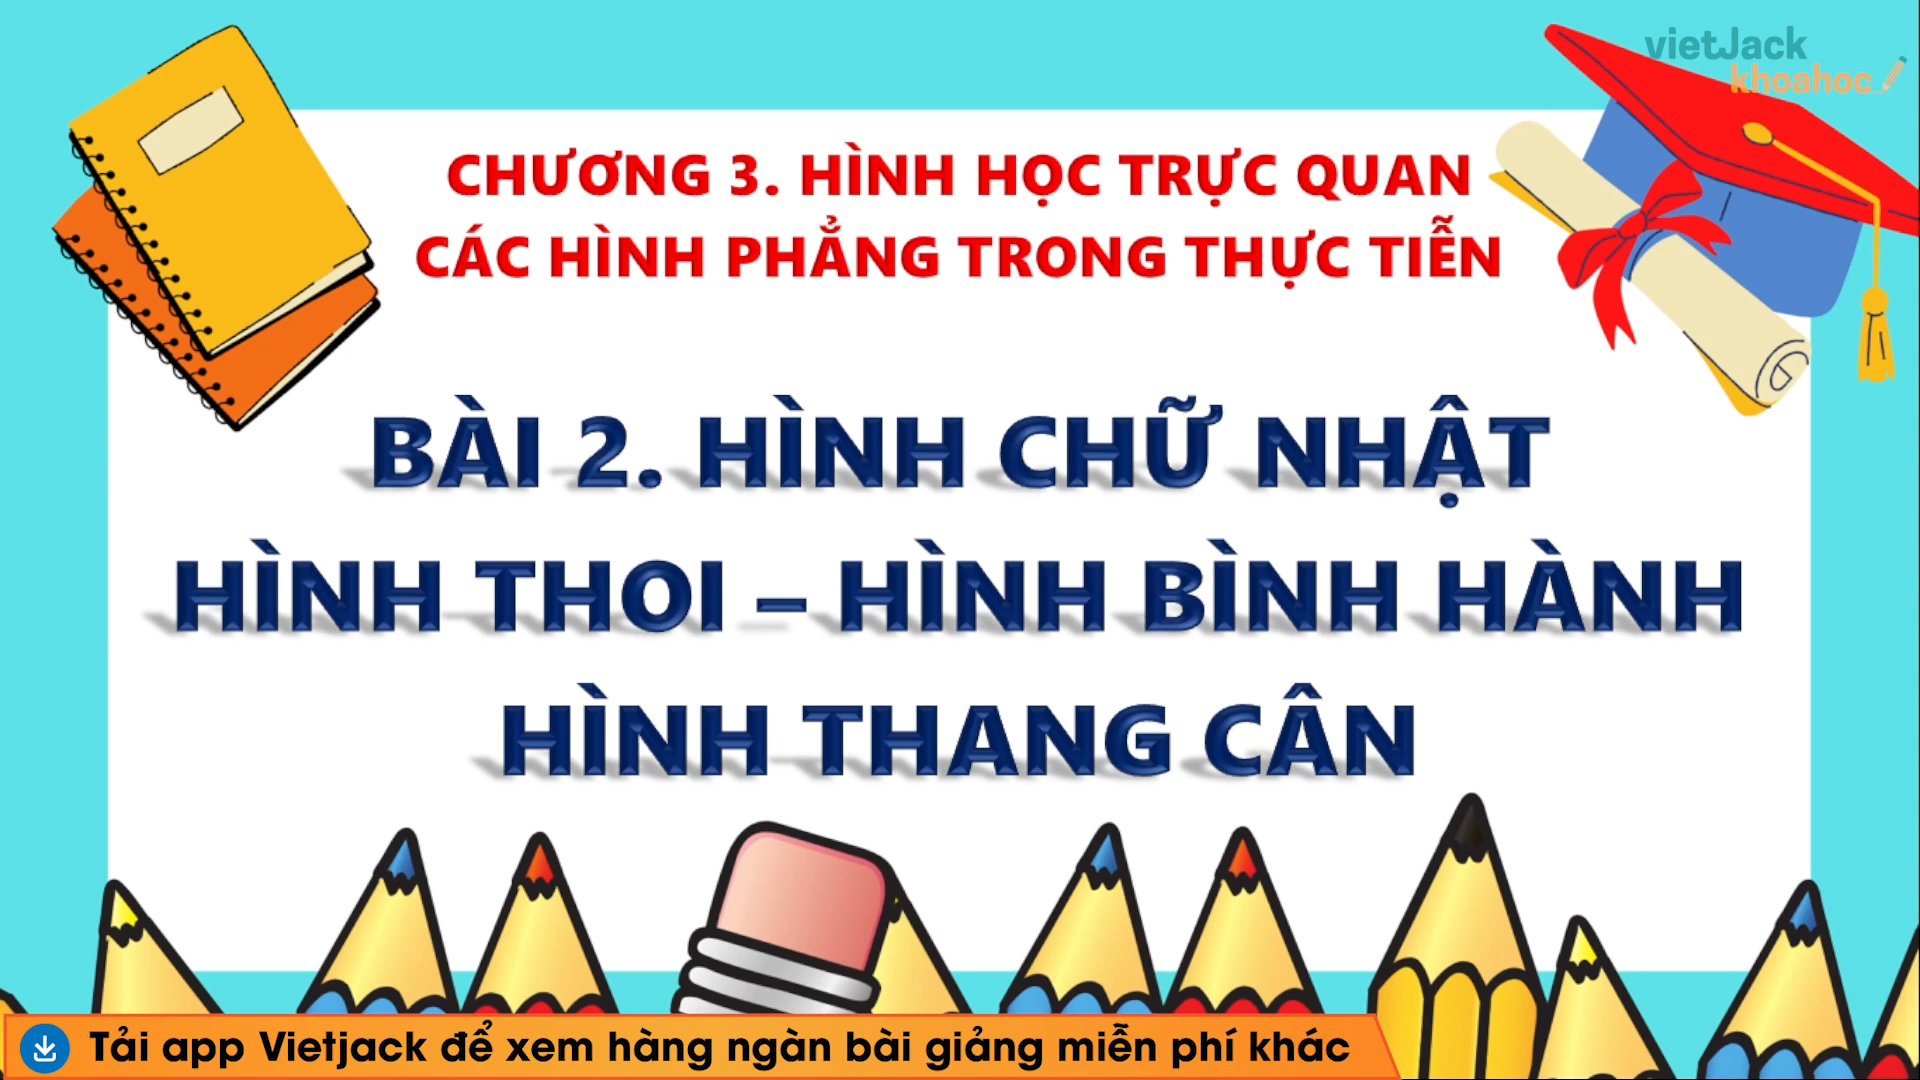 vietJack
khoahoc
CHƯƠNG 3. HÌNH HỌC TRỰC QUAN
CÁC HÌNH PHẲNG TRONG THỰC TIỄN
BÀI 2. HÌNH CHỮ NHẬT
HÌNH THOI – HÌNH BÌNH HÀNH
HÌNH THANG CÂN
Tải app Vietjack để xem hàng ngàn bài giảng miễn phí khác